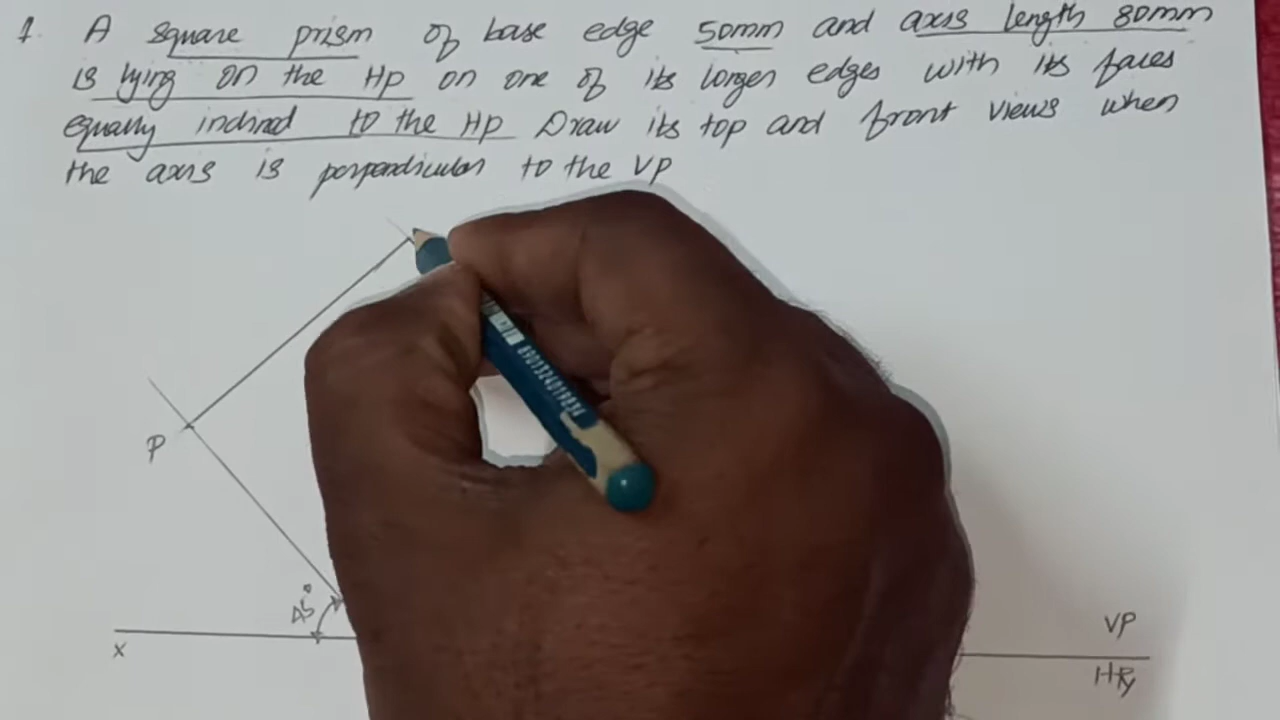 1. A square prism of base edge 50mm and axis length 80mm
is lying on the HP on one of its longer edges with its faces
equally inclined to the HP Draw its top and front views when
the axis is perpendicular to the VP
P
45°
X
VP
HP
y